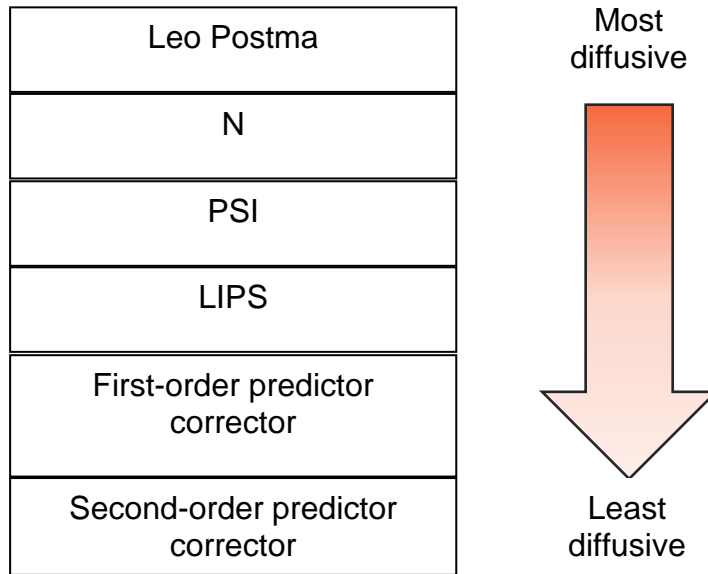 Leo Postma
N
PSI
LIPS
First-order predictor
corrector
Second-order predictor
corrector
Most
diffusive
Least
diffusive